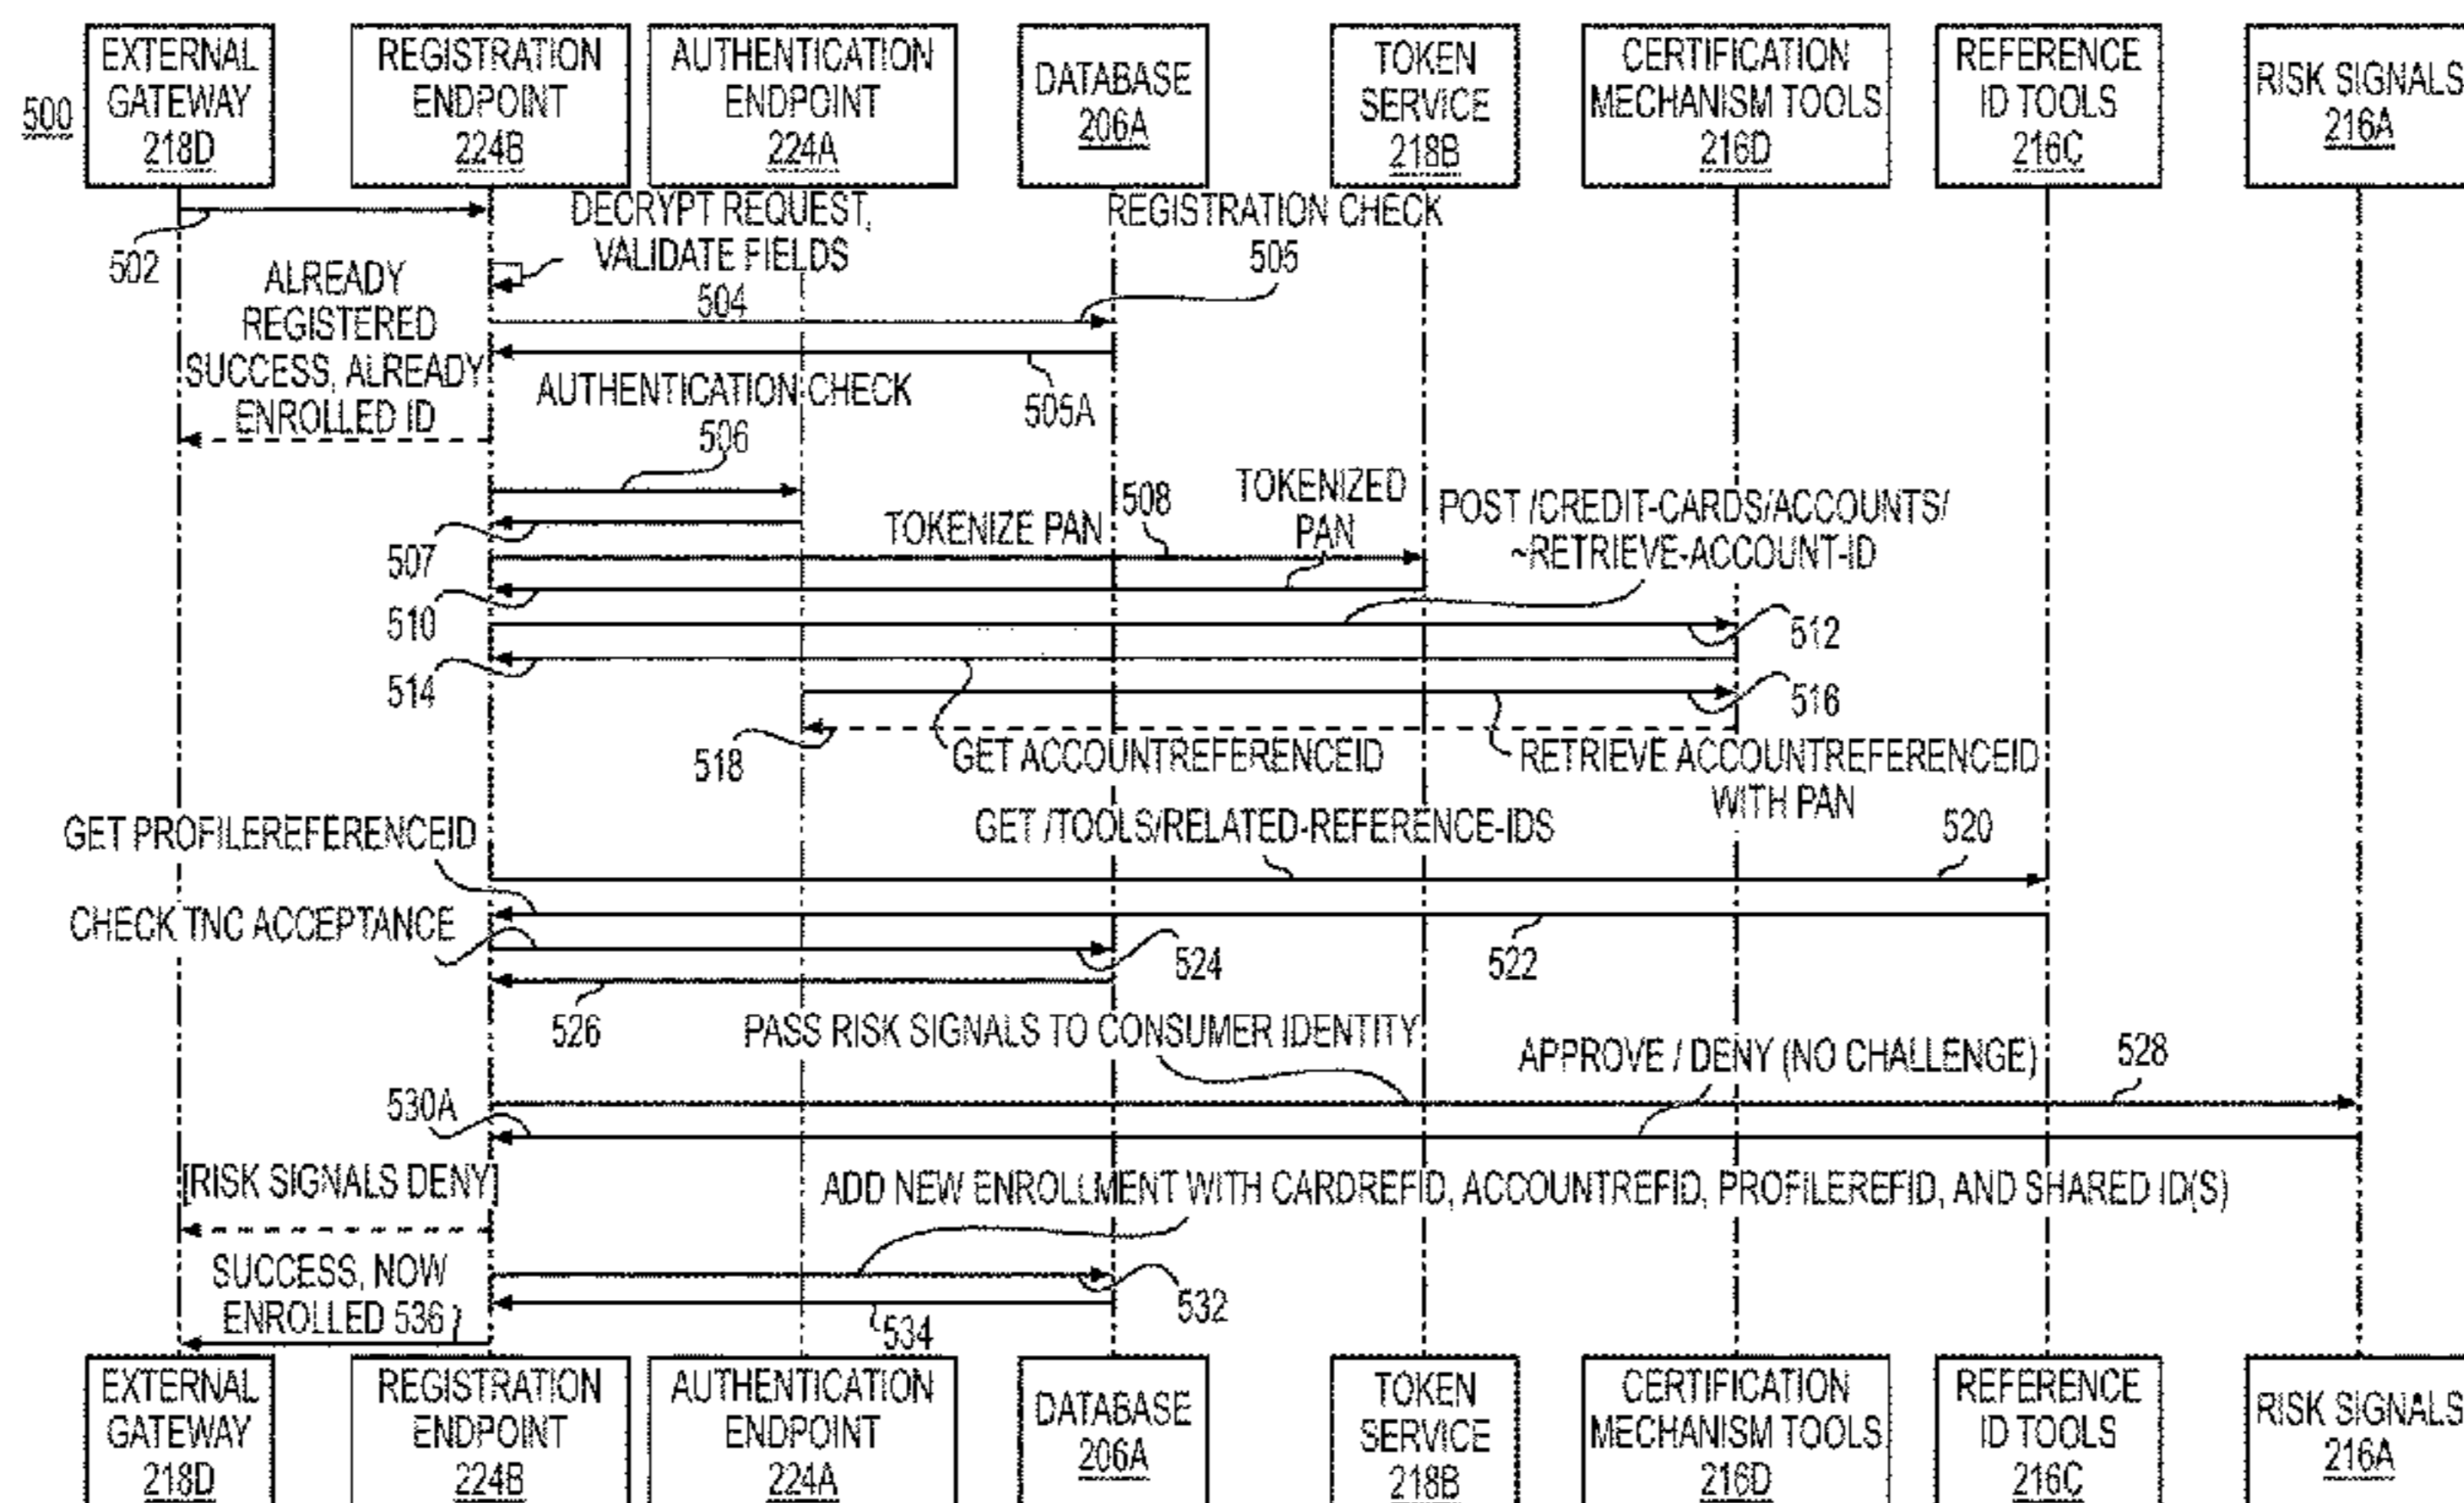 500
EXTERNAL
GATEWAY
218D
REGISTRATION
ENDPOINT
224B
AUTHENTICATION
ENDPOINT
224A
DATABASE
206A
TOKEN
SERVICE
218B
CERTIFICATION
MECHANISM TOOLS
216D
REFERENCE
ID TOOLS
216C
RISK SIGNALS
216A
502
DECRYPT REQUEST,
VALIDATE FIELDS
504
REGISTRATION CHECK
505
ALREADY
REGISTERED
SUCCESS, ALREADY
ENROLLED ID
505A
AUTHENTICATION CHECK
506
507
TOKENIZE PAN
508
TOKENIZED
PAN
510
POST /CREDIT-CARDS/ACCOUNTS/
~RETRIEVE-ACCOUNT-ID
512
514
516
518
GET ACCOUNTREFERENCEID
RETRIEVE ACCOUNTREFERENCEID
WITH PAN
GET PROFILEREFERENCEID
GET /TOOLS/RELATED-REFERENCE-IDS
520
CHECK TNC ACCEPTANCE
522
524
526
PASS RISK SIGNALS TO CONSUMER IDENTITY
APPROVE / DENY (NO CHALLENGE)
528
530A
[RISK SIGNALS DENY]
ADD NEW ENROLLMENT WITH CARDREFID, ACCOUNTREFID, PROFILEREFID, AND SHARED ID(S)
532
534
SUCCESS, NOW
ENROLLED 536
EXTERNAL
GATEWAY
218D
REGISTRATION
ENDPOINT
224B
AUTHENTICATION
ENDPOINT
224A
DATABASE
206A
TOKEN
SERVICE
218B
CERTIFICATION
MECHANISM TOOLS
216D
REFERENCE
ID TOOLS
216C
RISK SIGNALS
216A